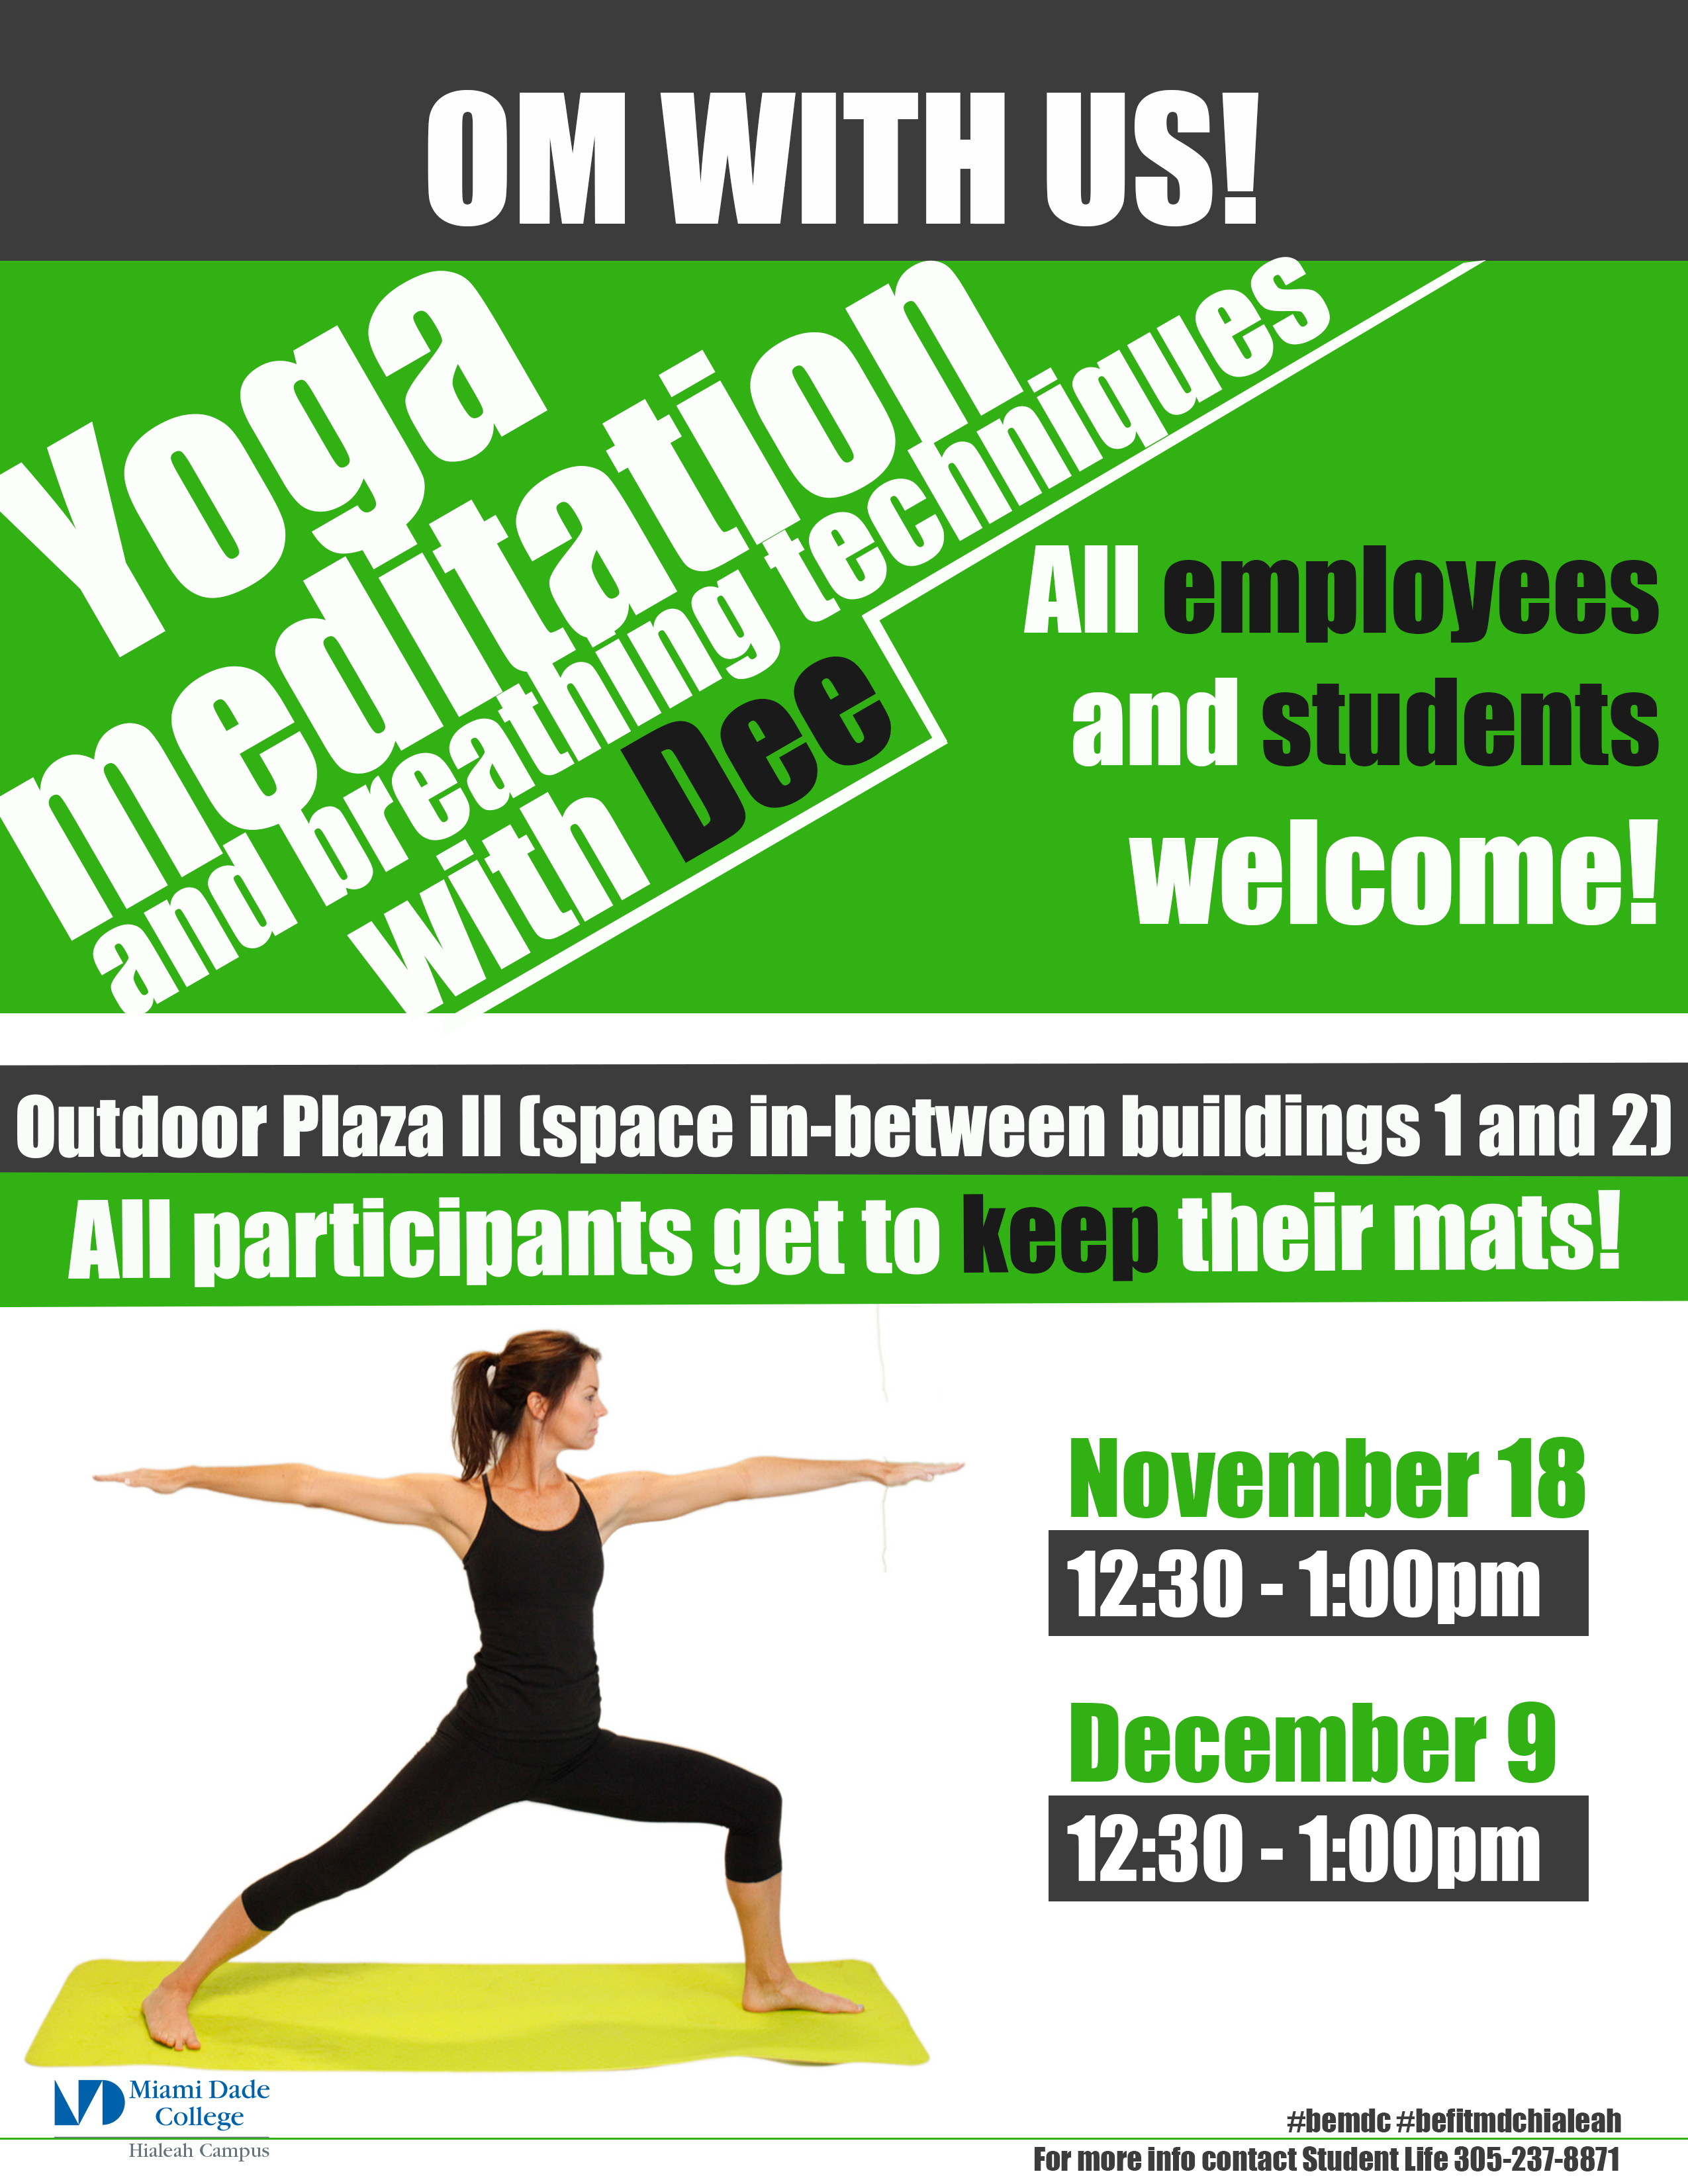 OM WITH US!
Yoga
meditation
and breathing techniques
with Dee
All employees
and students
welcome!
Outdoor Plaza II (space in-between buildings 1 and 2)
All participants get to keep their mats!
November 18
12:30 - 1:00pm
December 9
12:30 - 1:00pm
Miami Dade
College
Hialeah Campus
#bemdc #befitmdchialeah
For more info contact Student Life 305-237-8871